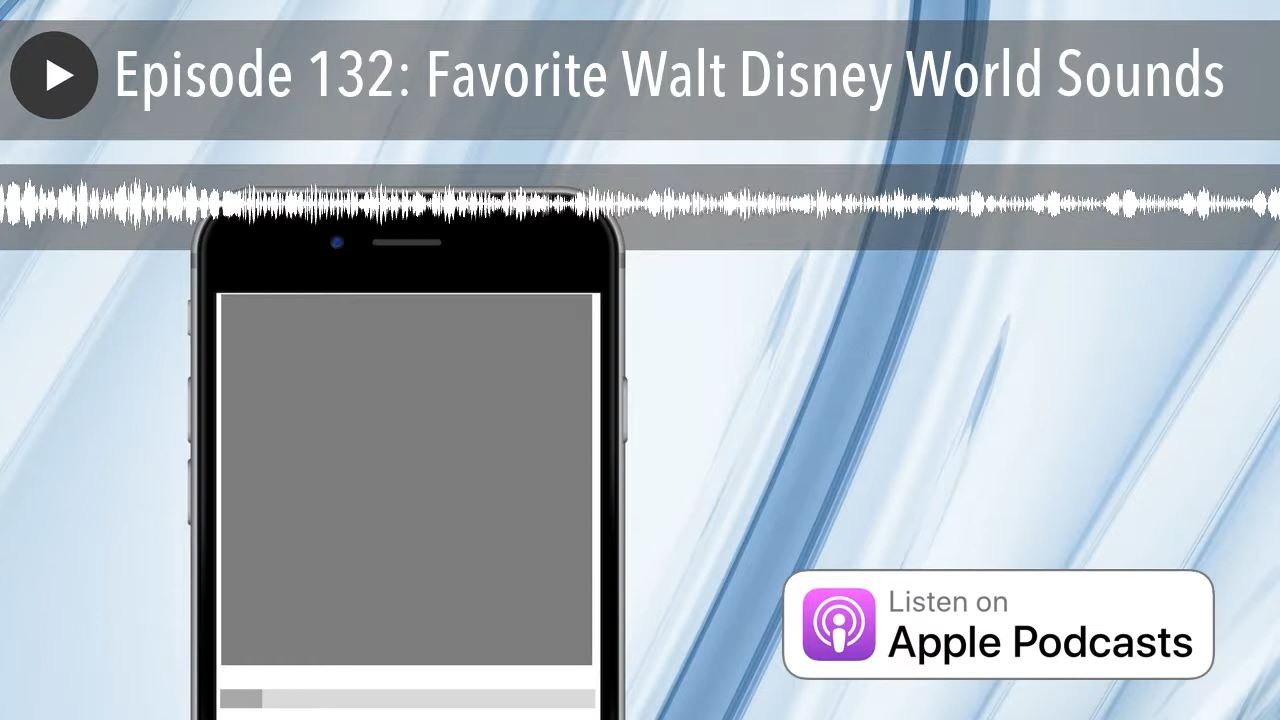 Episode 132: Favorite Walt Disney World Sounds
Listen on
Apple Podcasts